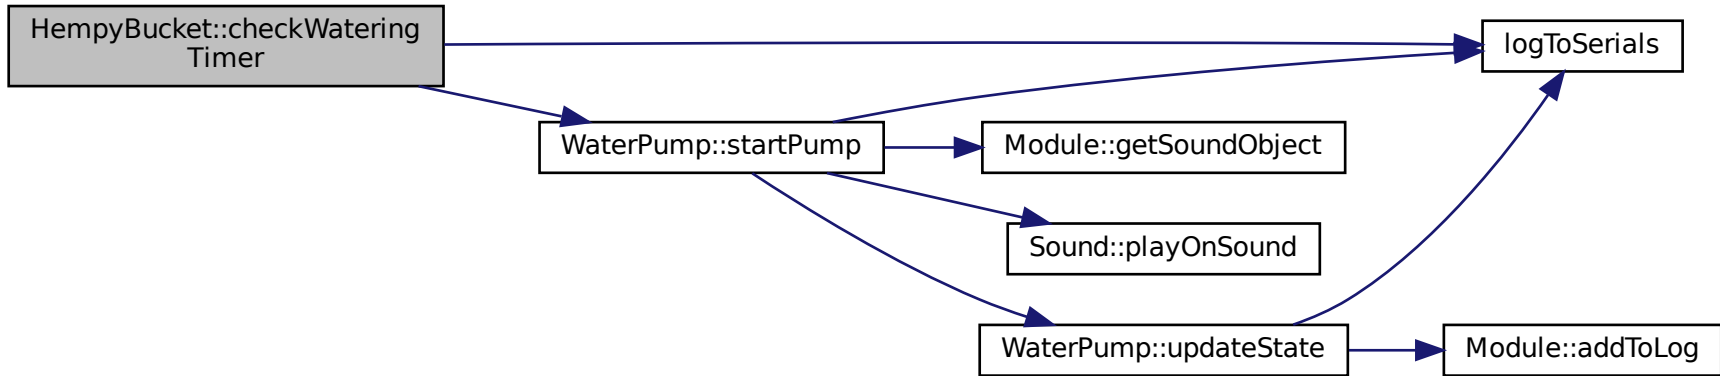 HempyBucket::checkWatering
Timer
logToSerials
WaterPump::startPump
Module::getSoundObject
Sound::playOnSound
WaterPump::updateState
Module::addToLog